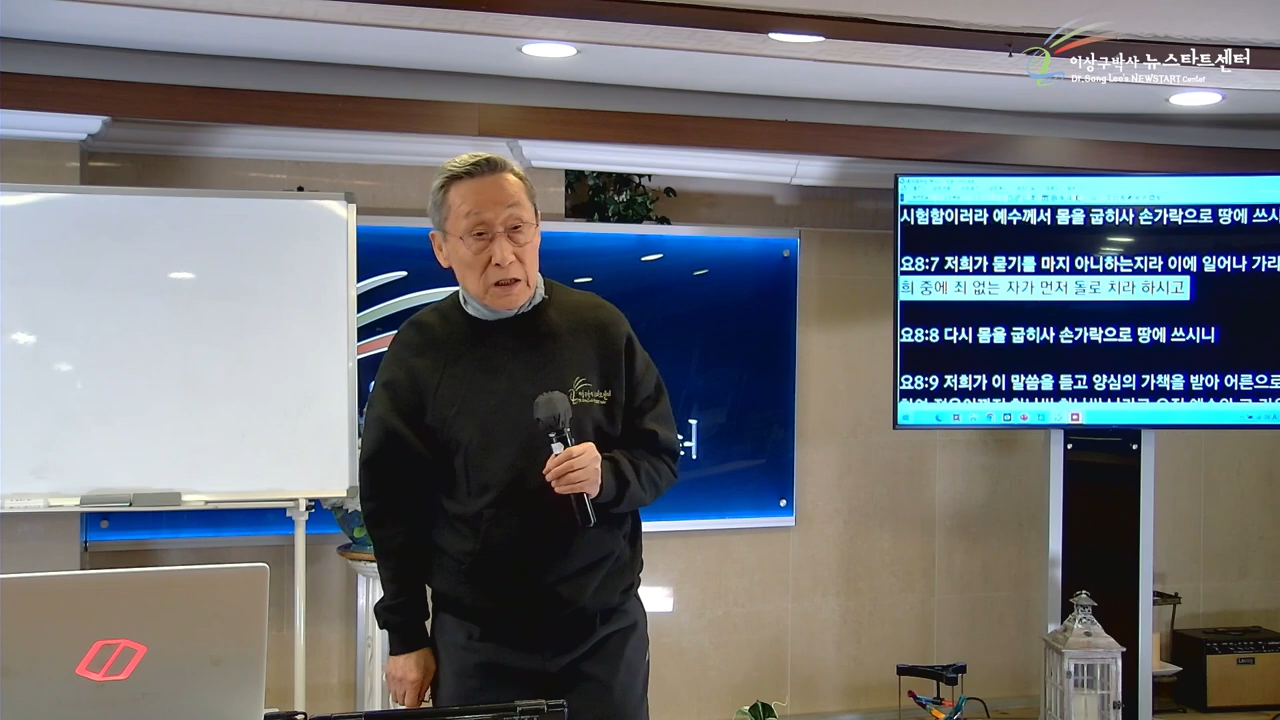 이상구박사 뉴스타트센터
Dr. Sang Lee's NEWSTART Center
시험함이러라 예수께서 몸을 굽히사 손가락으로 땅에 쓰시
요8:7 저희가 묻기를 마지 아니하는지라 이에 일어나 가라
희 중에 죄 없는 자가 먼저 돌로 치라 하시고
요8:8 다시 몸을 굽히사 손가락으로 땅에 쓰시니
요8:9 저희가 이 말씀을 듣고 양심의 가책을 받아 어른으로